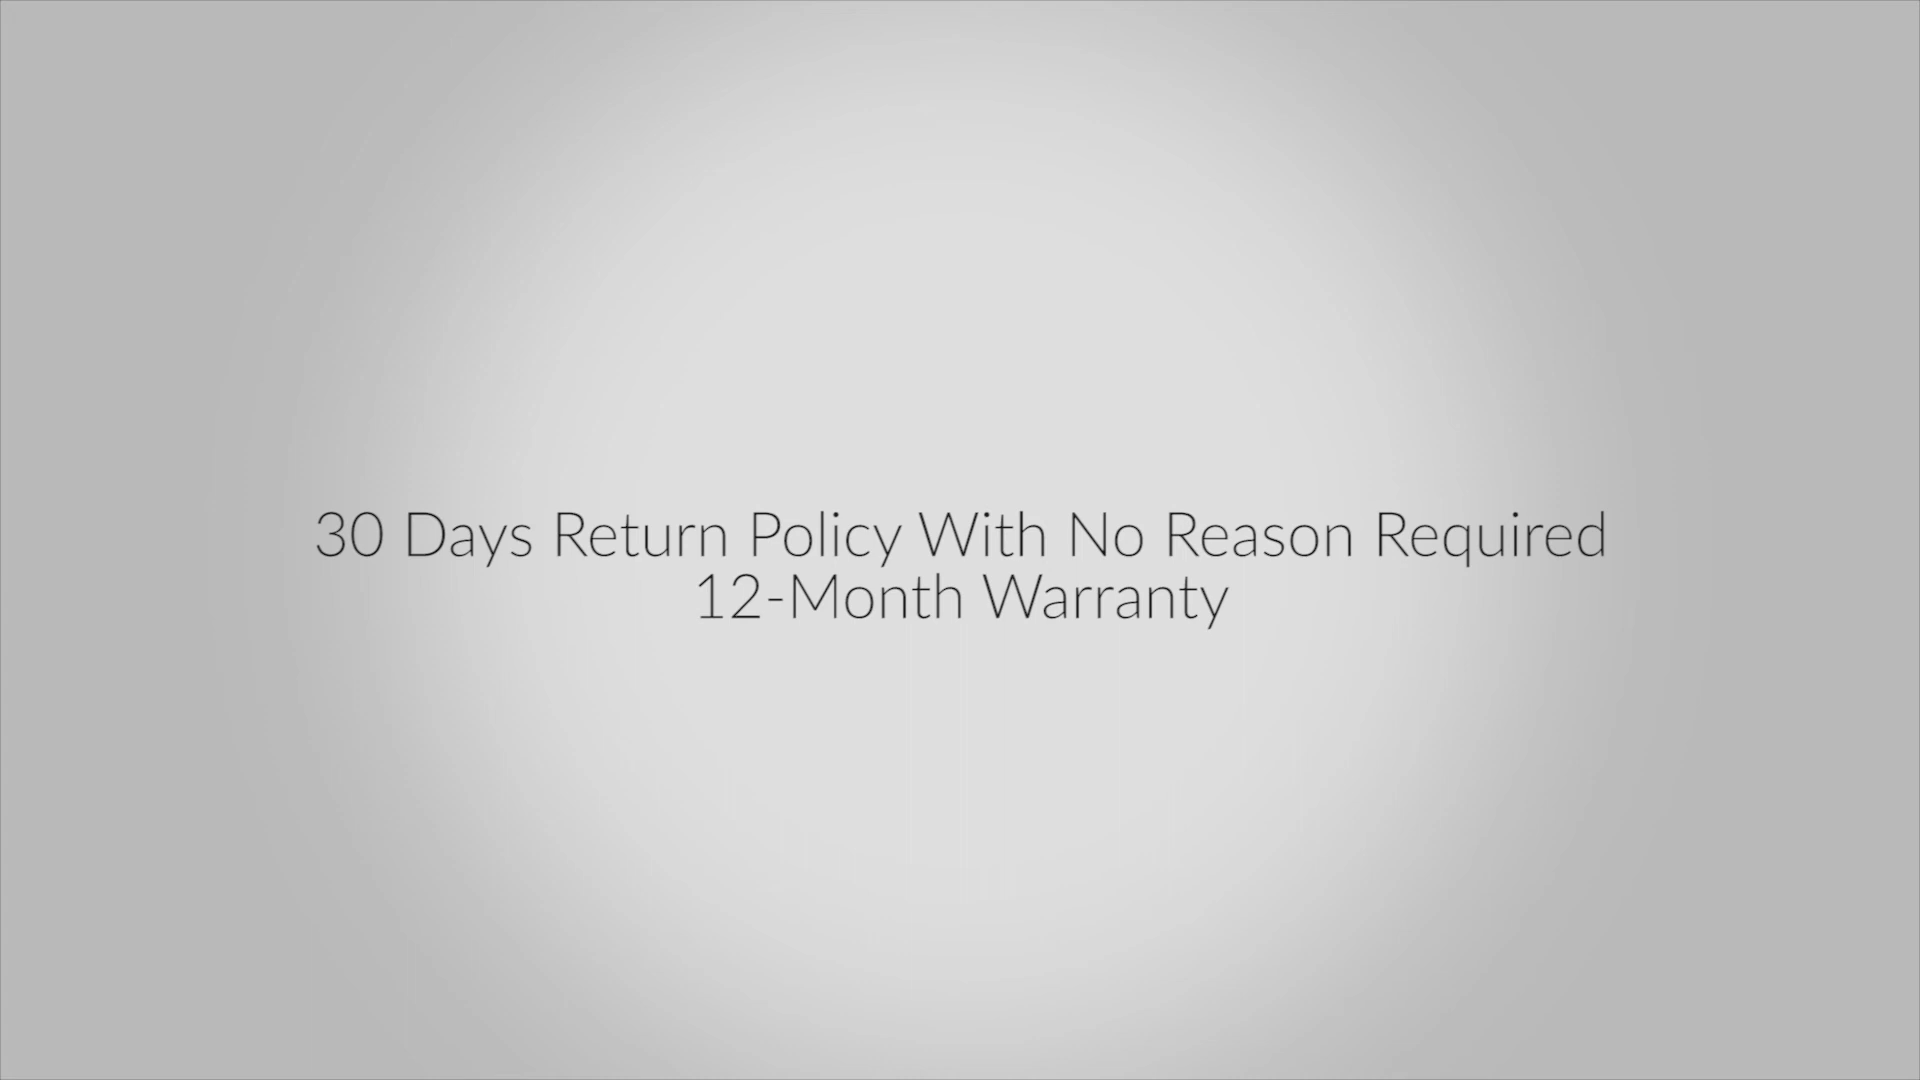 30 Days Return Policy With No Reason Required
12-Month Warranty